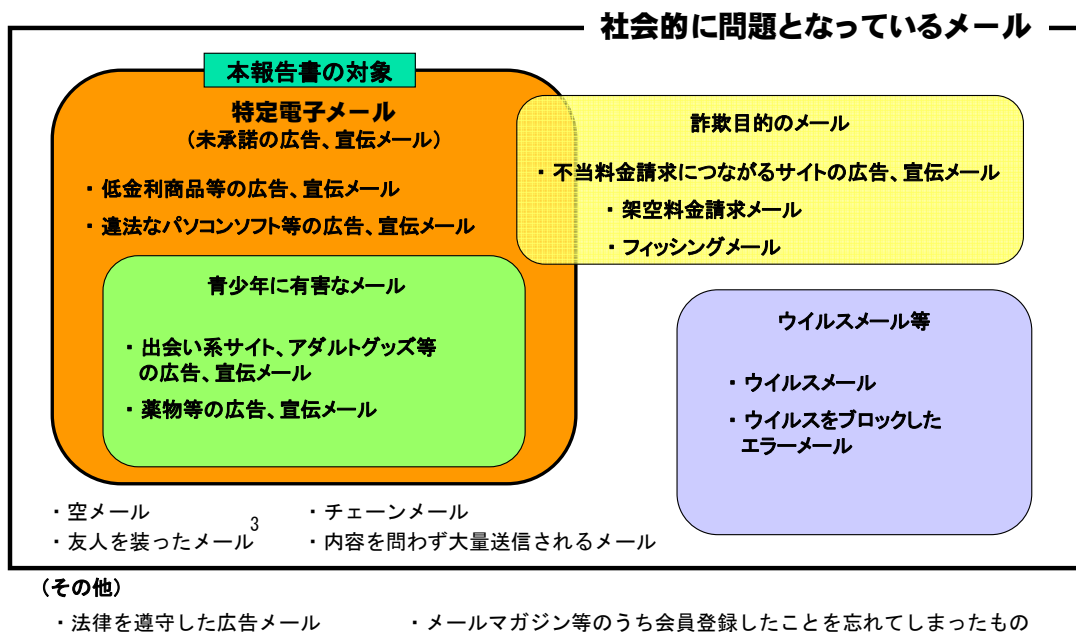 社会的に問題となっているメール
本報告書の対象
特定電子メール
（未承諾の広告、宣伝メール）
・低金利商品等の広告、宣伝メール
・違法なパソコンソフト等の広告、宣伝メール
詐欺目的のメール
・不当料金請求につながるサイトの広告、宣伝メール
・架空料金請求メール
・フィッシングメール
青少年に有害なメール
・出会い系サイト、アダルトグッズ等
の広告、宣伝メール
・薬物等の広告、宣伝メール
ウイルスメール等
・ウイルスメール
・ウイルスをブロックした
エラーメール
・空メール ・チェーンメール
・友人を装ったメール3 ・内容を問わず大量送信されるメール
（その他）
・法律を遵守した広告メール ・メールマガジン等のうち会員登録したことを忘れてしまったもの